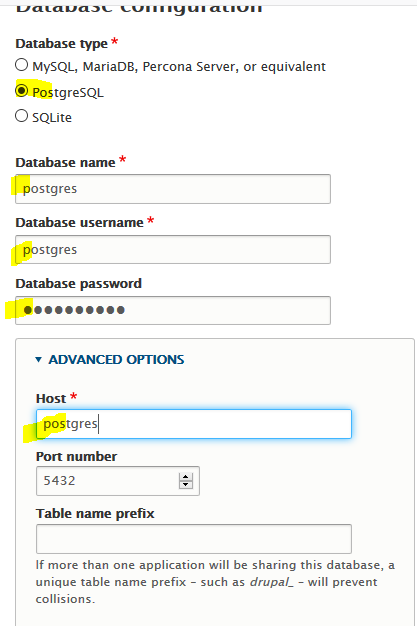 Database configuration
Database type *
MySQL, MariaDB, Percona Server, or equivalent
PostgreSQL
SQLite
Database name *
postgres
Database username *
postgres
Database password
●●●●●●●●●●
ADVANCED OPTIONS
Host *
postgres
Port number
5432
Table name prefix
If more one application will be sharing this database, a
unique table name prefix – such as drupal_ – will prevent
collisions.